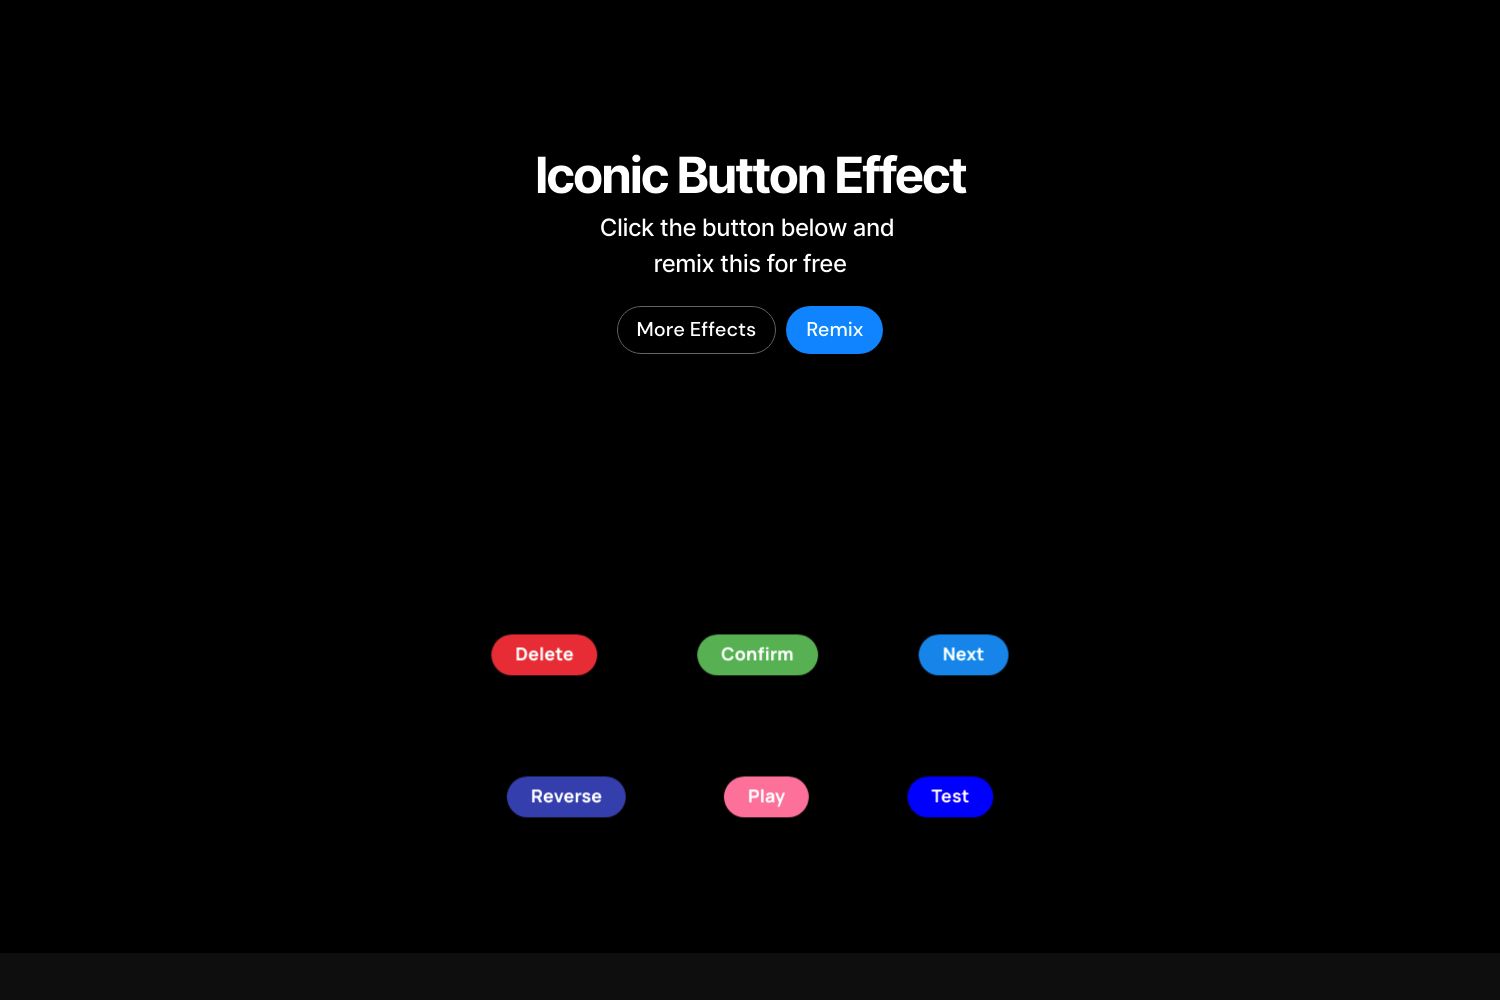 Iconic Button Effect
Click the button below and
remix this for free
More Effects Remix
Delete Confirm Next
Reverse Play Test